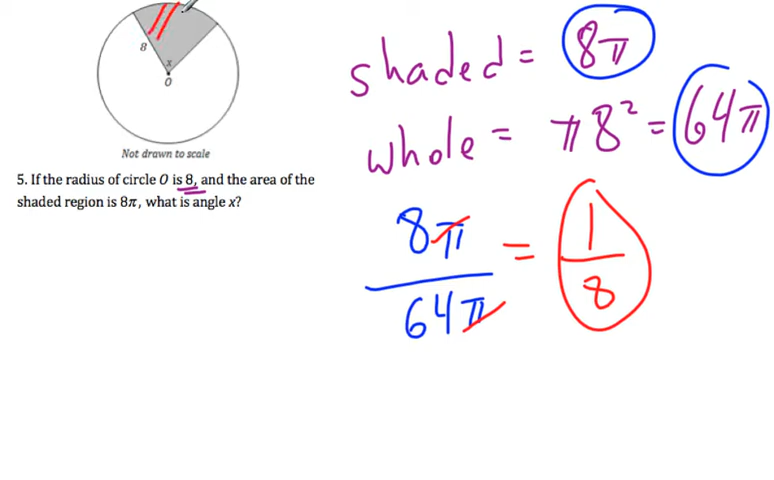 8
x
O
Not drawn to scale
5. If the radius of circle O is 8, and the area of the
shaded region is 8π, what is angle x?
shaded = 8π
whole = π8² = 64π
8π/64π = 1/8